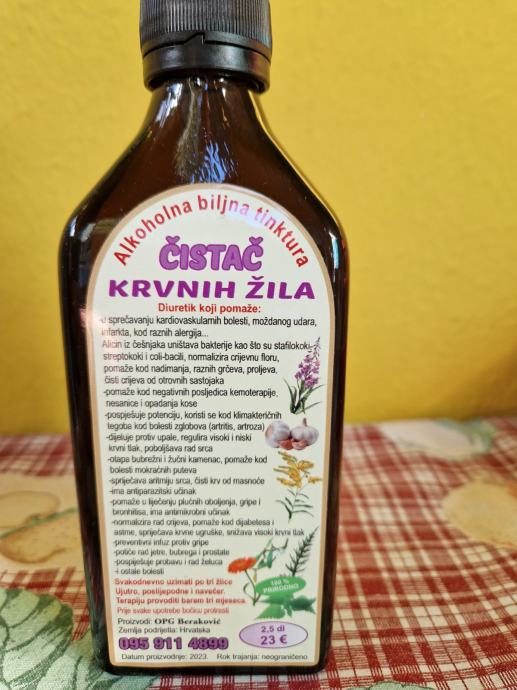 Alkoholna biljna tinktura
ČISTAČ
KRVNIH ŽILA
Diuretik koji pomaže:
-u sprečavanju kardiovaskularnih bolesti, moždanog udara,
infarkta, kod raznih alergija...
Alicin iz češnjaka uništava bakterije kao što su stafilokoki,
streptokoki i coli-bacili, normalizira crijevnu floru,
pomaže kod nadimanja, raznih grčeva, proljeva,
čisti crijeva od otrovnih sastojaka
-pomaže kod negativnih posljedica kemoterapije,
nesanice i opadanja kose
-pospješuje potenciju, koristi se kod klimakteričnih
tegoba kod bolesti zglobova (artritis, artroza)
-djeluje protiv upale, regulira visoki i niski
krvni tlak, poboljšava rad srca
-otapa bubrežni i žučni kamenac, pomaže kod
bolesti mokraćnih puteva
-spriječava aritmiju srca, čisti krv od masnoće
-ima antiparazitski učinak
-pomaže u liječenju plućnih oboljenja, gripe i
bronhitisa, ima antimikrobni učinak
-normalizira rad crijeva, pomaže kod dijabetesa i
astme, spriječava krvne ugruške, snižava visoki krvni tlak
-preventivni infuz protiv gripe
-potiče rad jetre, bubrega i prostate
-pospješuje probavu i rad želuca
-i ostale bolesti
Svakodnevno uzimati po tri žlice
Ujutro, poslijepodne i navečer.
Terapiju provoditi barem tri mjeseca.
Prije svake upotrebe bočicu protresti
100 %
PRIRODNO
Proizvodi: OPG Beraković
Zemlja podrijetla: Hrvatska
095 911 4899
2,5 dl
23 €
Datum proizvodnje: 2023. Rok trajanja: neograničeno